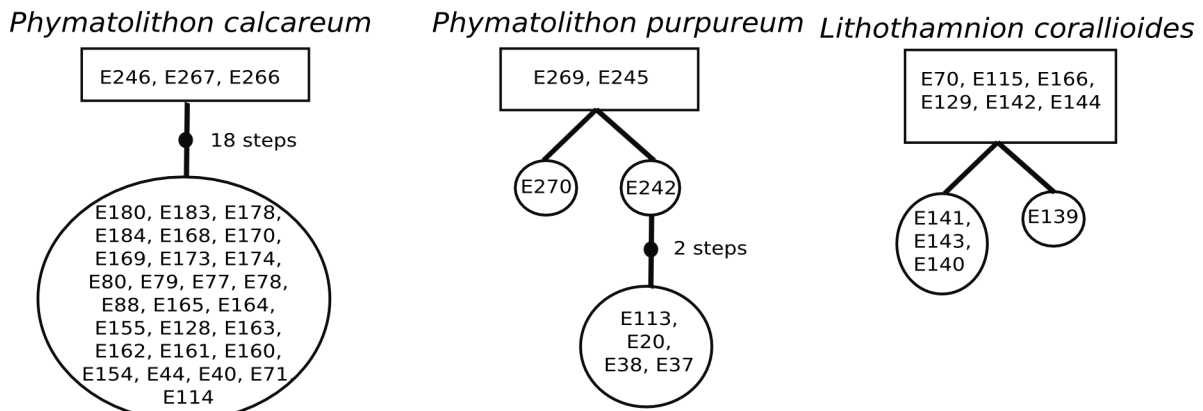 Phymatolithon calcareum
E246, E267, E266
18 steps
E180, E183, E178,
E184, E168, E170,
E169, E173, E174,
E80, E79, E77, E78,
E88, E165, E164,
E155, E128, E163,
E162, E161, E160,
E154, E44, E40, E71,
E114
Phymatolithon purpureum
E269, E245
E270
E242
2 steps
E113,
E20,
E38, E37
Lithothamnion corallioides
E70, E115, E166,
E129, E142, E144
E141,
E143,
E140
E139